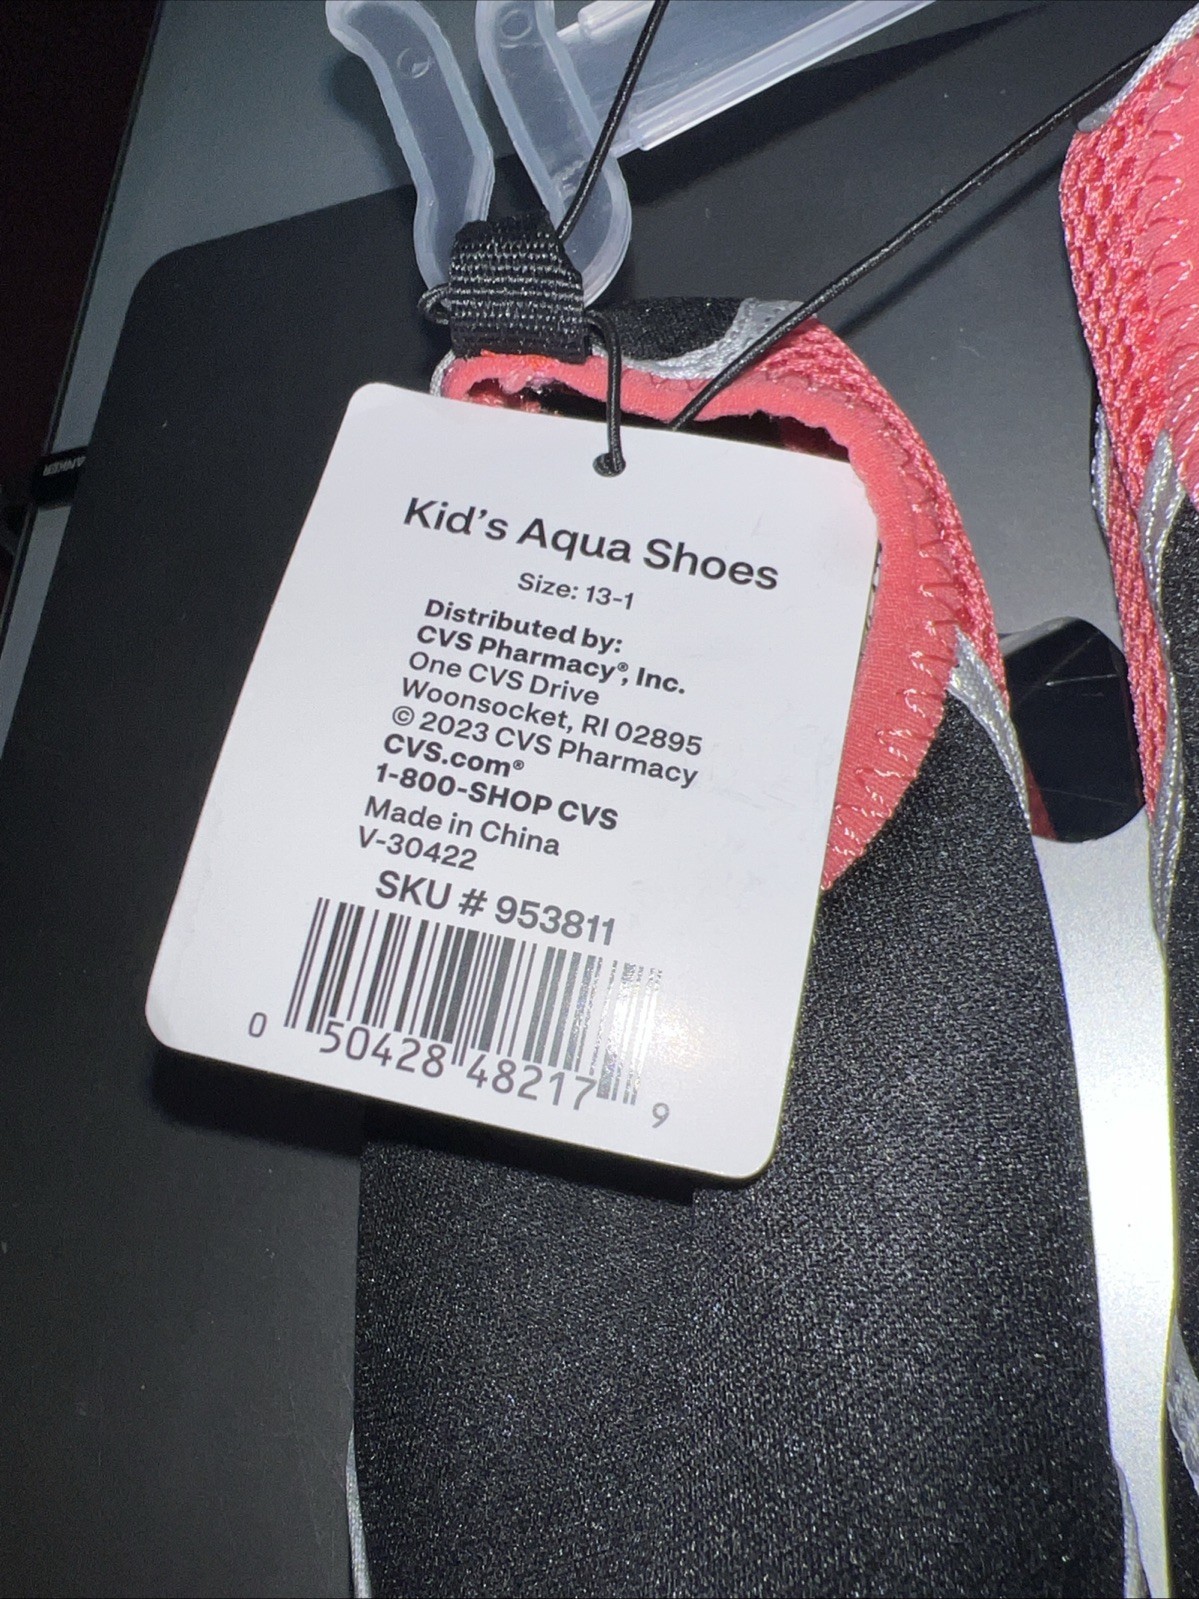 ANKER
Kid's Aqua Shoes
Size: 13-1
Distributed by:
CVS Pharmacy®, Inc.
One CVS Drive
Woonsocket, RI 02895
© 2023 CVS Pharmacy
CVS.com®
1-800-SHOP CVS
Made in China
V-30422
SKU # 953811
0 50428 48217 9